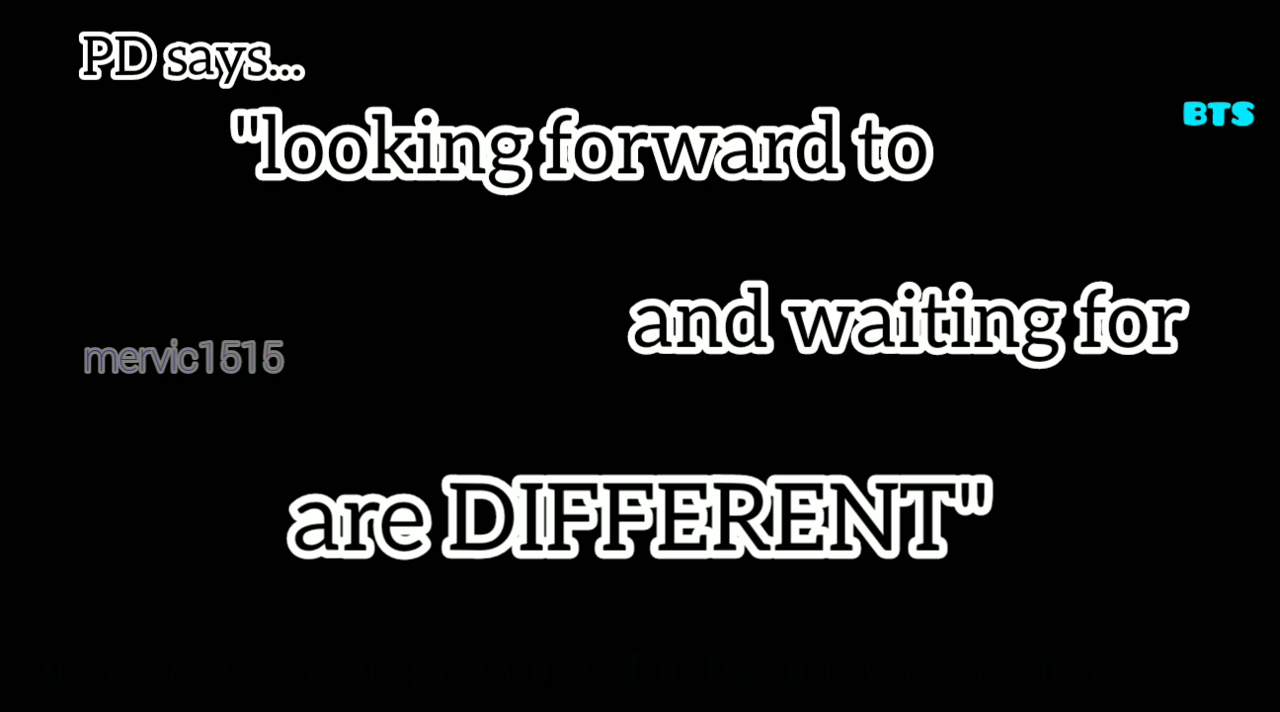 PD says...
"looking forward to
BTS
and waiting for
mervic1515
are DIFFERENT"